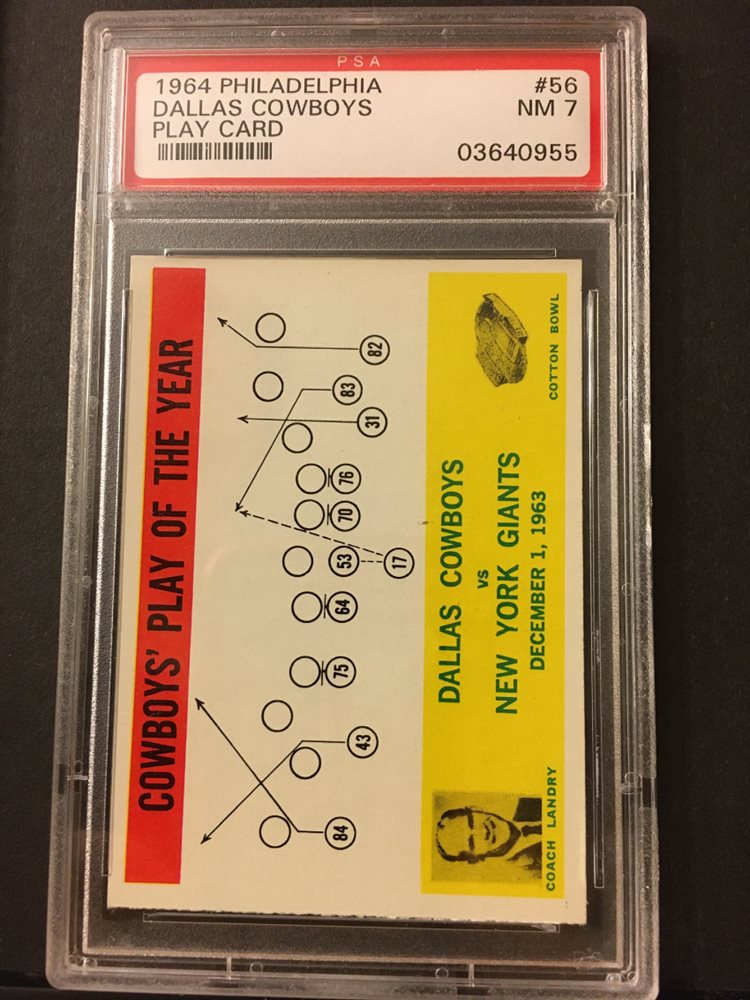 PSA
1964 PHILADELPHIA #56
DALLAS COWBOYS NM 7
PLAY CARD
03640955
COWBOYS' PLAY OF THE YEAR
84
43
75
64
53
17
70
76
31
83
82
COACH LANDRY
DALLAS COWBOYS
vs
NEW YORK GIANTS
DECEMBER 1, 1963
COTTON BOWL